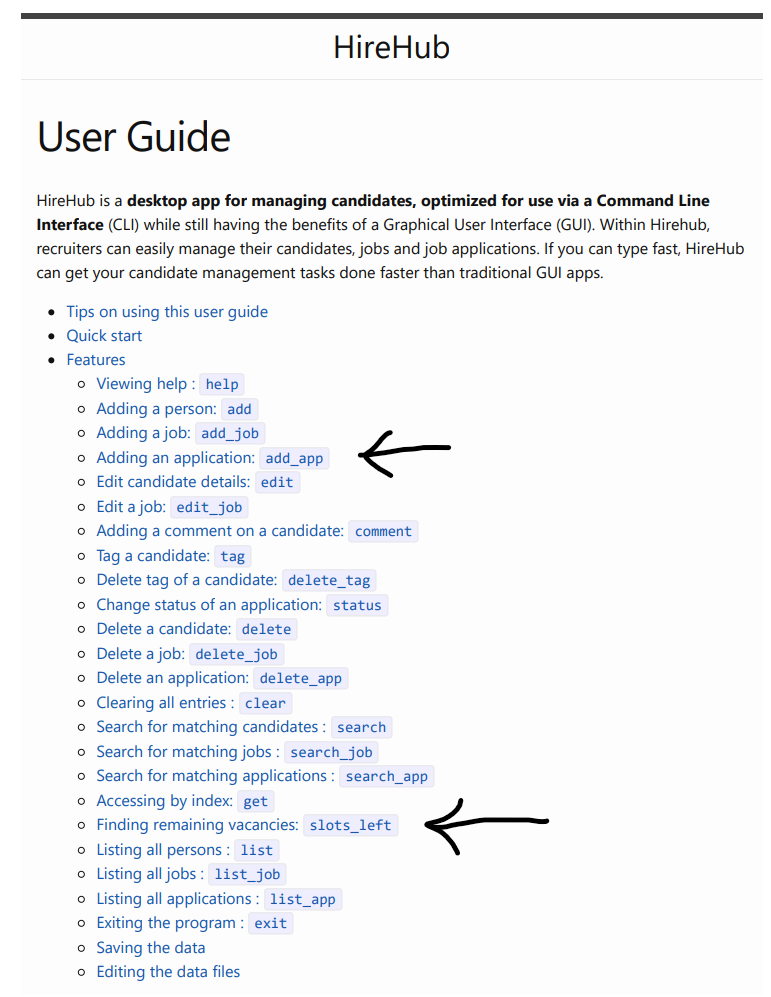 HireHub
User Guide
HireHub is a desktop app for managing candidates, optimized for use via a Command Line
Interface (CLI) while still having the benefits of a Graphical User Interface (GUI). Within Hirehub,
recruiters can easily manage their candidates, jobs and job applications. If you can type fast, HireHub
can get your candidate management tasks done faster than traditional GUI apps.
Tips on using this user guide
Quick start
Features
Viewing help : help
Adding a person: add
Adding a job: add_job
Adding an application: add_app
Edit candidate details: edit
Edit a job: edit_job
Adding a comment on a candidate: comment
Tag a candidate: tag
Delete tag of a candidate: delete_tag
Change status of an application: status
Delete a candidate: delete
Delete a job: delete_job
Delete an application: delete_app
Clearing all entries : clear
Search for matching candidates : search
Search for matching jobs : search_job
Search for matching applications : search_app
Accessing by index: get
Finding remaining vacancies: slots_left
Listing all persons : list
Listing all jobs : list_job
Listing all applications : list_app
Exiting the program : exit
Saving the data
Editing the data files